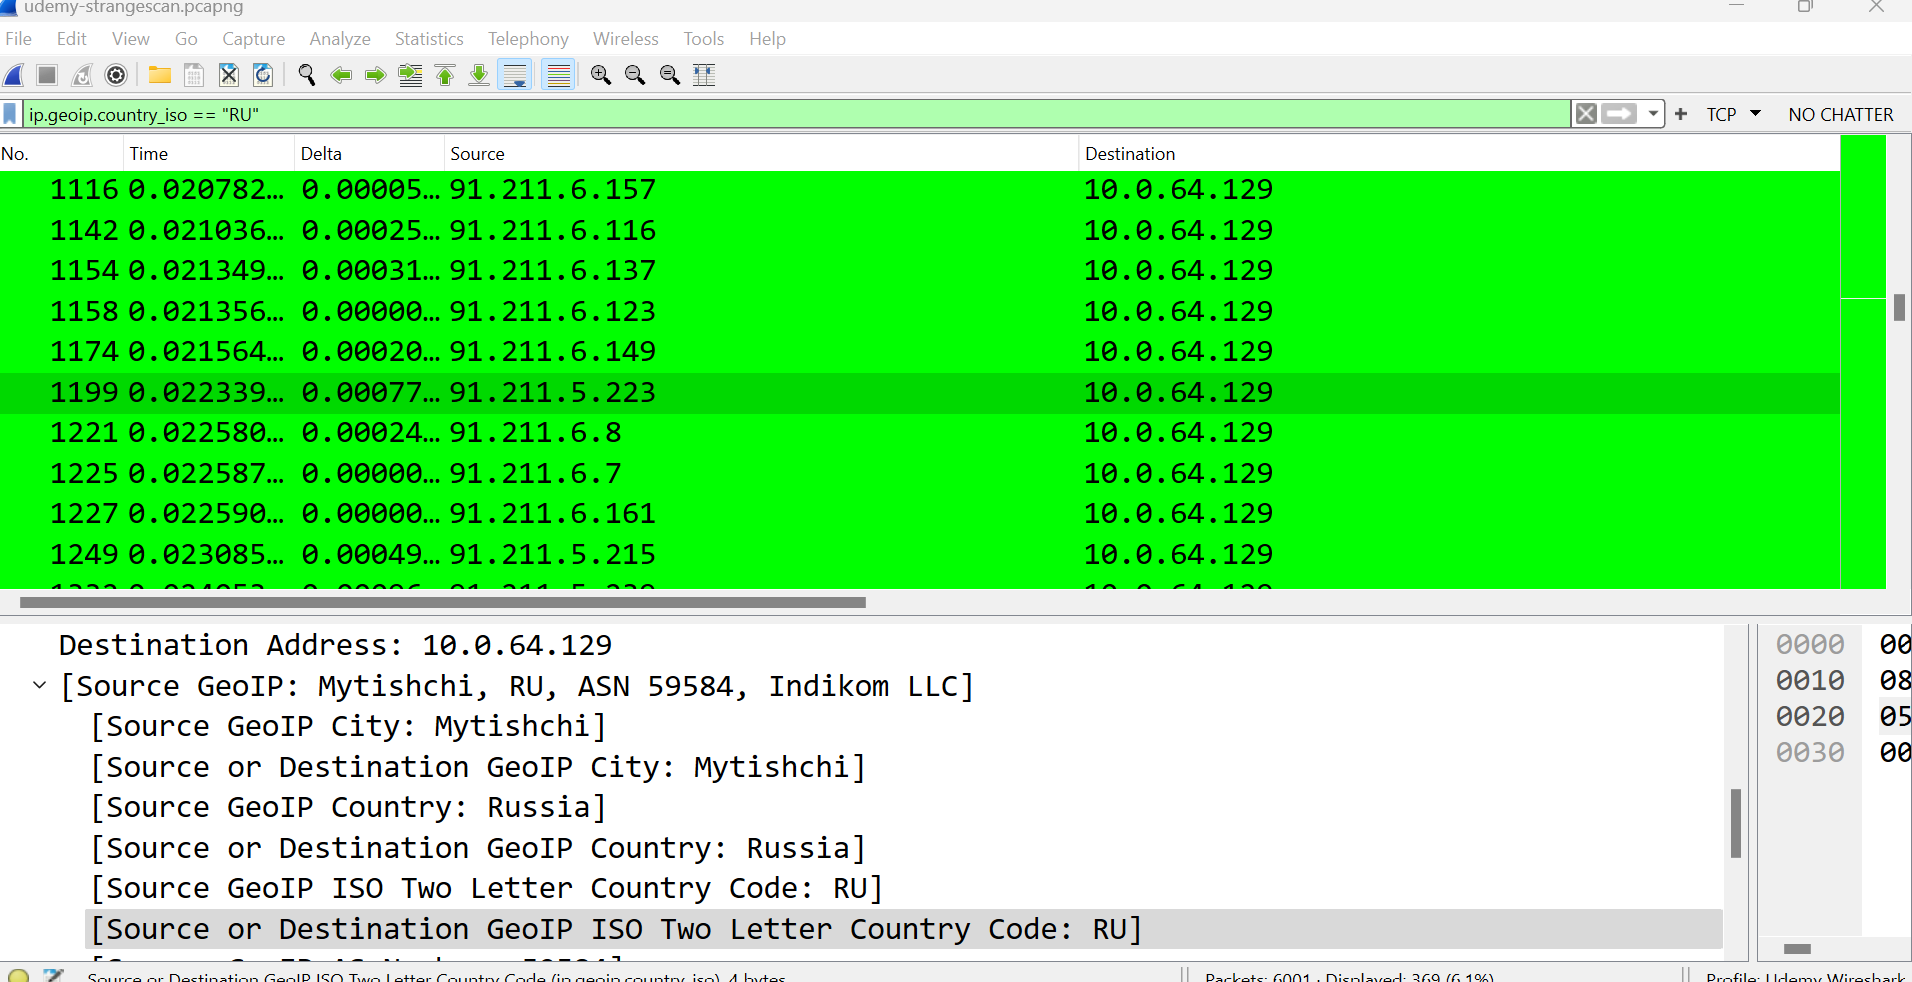 udemy-strangescan.pcapng
File Edit View Go Capture Analyze Statistics Telephony Wireless Tools Help
ip.geoip.country_iso == "RU" + TCP NO CHATTER
No. Time Delta Source Destination
1116 0.020782… 0.00005… 91.211.6.157 10.0.64.129
1142 0.021036… 0.00025… 91.211.6.116 10.0.64.129
1154 0.021349… 0.00031… 91.211.6.137 10.0.64.129
1158 0.021356… 0.00000… 91.211.6.123 10.0.64.129
1174 0.021564… 0.00020… 91.211.6.149 10.0.64.129
1199 0.022339… 0.00077… 91.211.5.223 10.0.64.129
1221 0.022580… 0.00024… 91.211.6.8 10.0.64.129
1225 0.022587… 0.00000… 91.211.6.7 10.0.64.129
1227 0.022590… 0.00000… 91.211.6.161 10.0.64.129
1249 0.023085… 0.00049… 91.211.5.215 10.0.64.129
Destination Address: 10.0.64.129
[Source GeoIP: Mytishchi, RU, ASN 59584, Indikom LLC]
[Source GeoIP City: Mytishchi]
[Source or Destination GeoIP City: Mytishchi]
[Source GeoIP Country: Russia]
[Source or Destination GeoIP Country: Russia]
[Source GeoIP ISO Two Letter Country Code: RU]
[Source or Destination GeoIP ISO Two Letter Country Code: RU]
0000 00
0010 08
0020 05
0030 00
Source or Destination GeoIP ISO Two Letter Country Code (ip.geoip.country_iso), 4 bytes
Packets: 6001 · Displayed: 369 (6.1%)
Profile: Udemy Wireshark